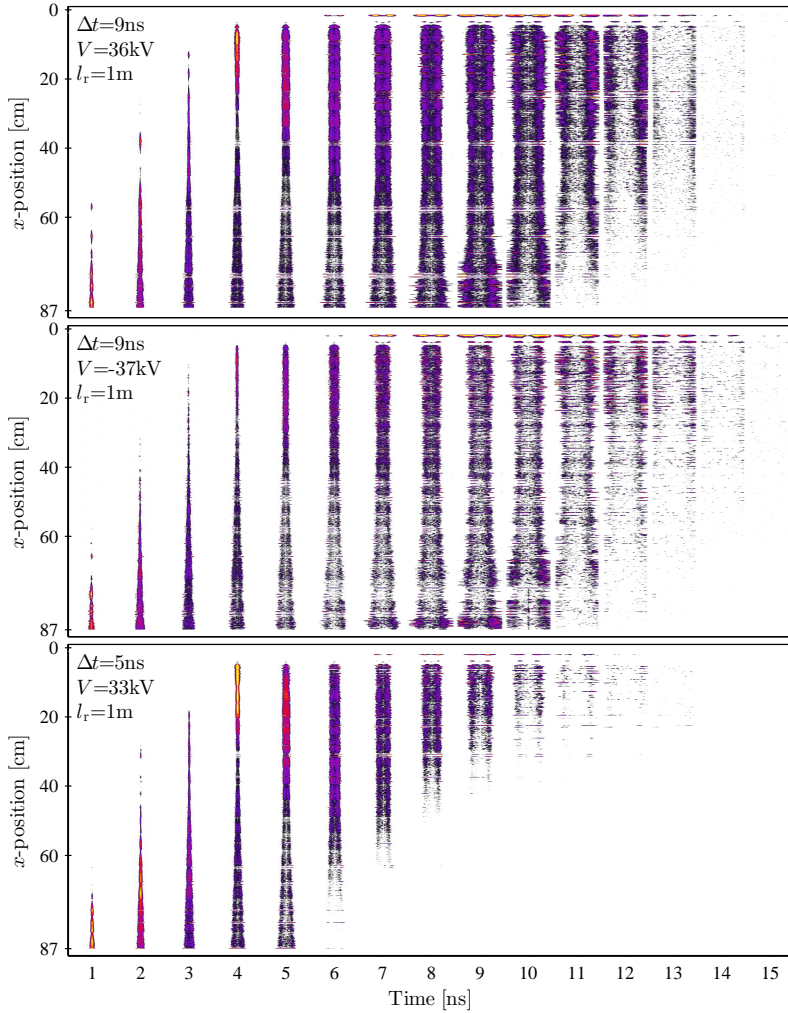 0
20
40
60
87
x-position [cm]
Δt=9ns
V=36kV
lr=1m
0
20
40
60
87
x-position [cm]
Δt=9ns
V=-37kV
lr=1m
0
20
40
60
87
x-position [cm]
Δt=5ns
V=33kV
lr=1m
1 2 3 4 5 6 7 8 9 10 11 12 13 14 15
Time [ns]